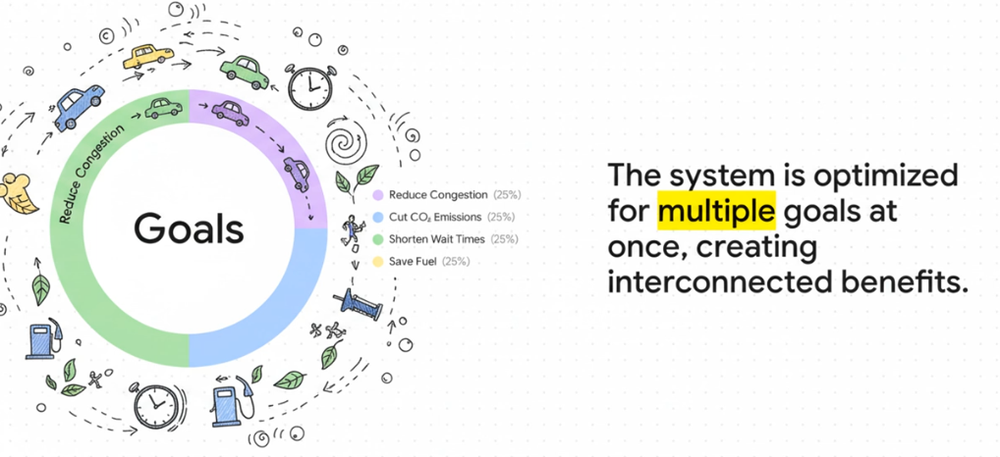 Reduce Congestion
Goals
Reduce Congestion (25%)
Cut CO₂ Emissions (25%)
Shorten Wait Times (25%)
Save Fuel (25%)
The system is optimized
for multiple goals at
once, creating
interconnected benefits.